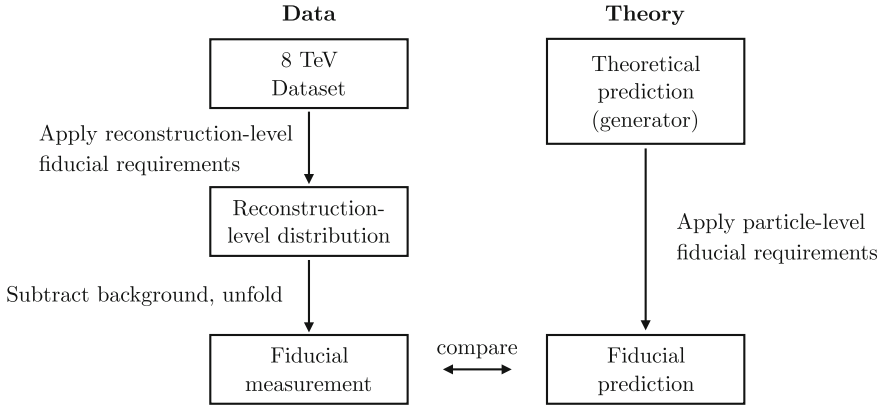 Data
8 TeV
Dataset
Apply reconstruction-level
fiducial requirements
Reconstruction-
level distribution
Subtract background, unfold
Fiducial
measurement
compare
Theory
Theoretical
prediction
(generator)
Apply particle-level
fiducial requirements
Fiducial
prediction